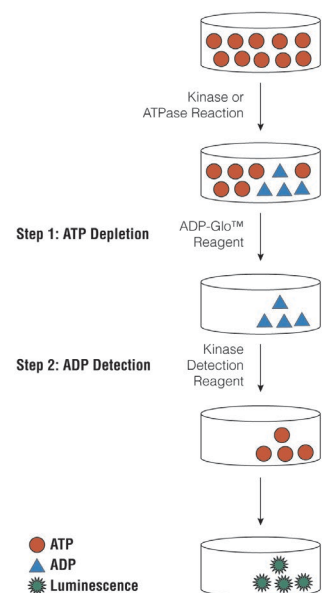 Kinase or
ATPase Reaction
Step 1: ATP Depletion
ADP-Glo™
Reagent
Step 2: ADP Detection
Kinase
Detection
Reagent
ATP
ADP
Luminescence